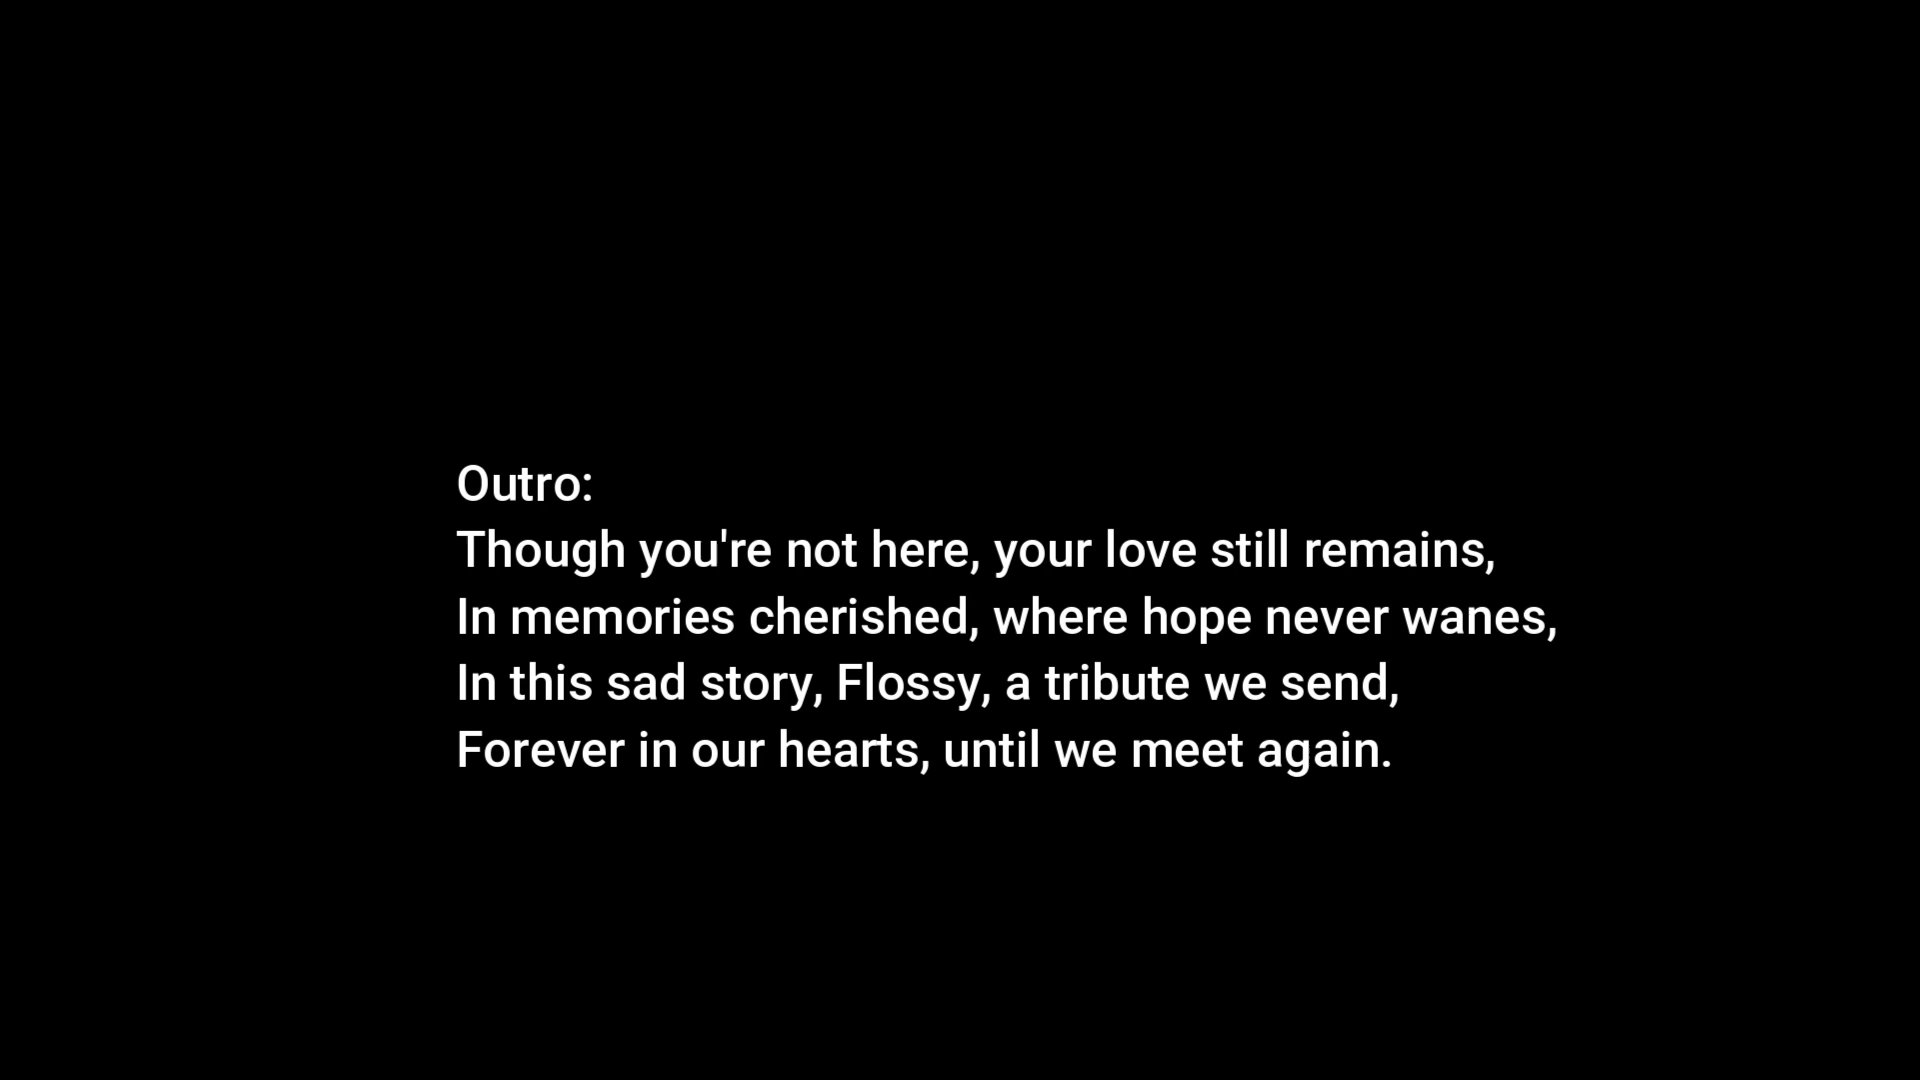 Outro:
Though you're not here, your love still remains,
In memories cherished, where hope never wanes,
In this sad story, Flossy, a tribute we send,
Forever in our hearts, until we meet again.